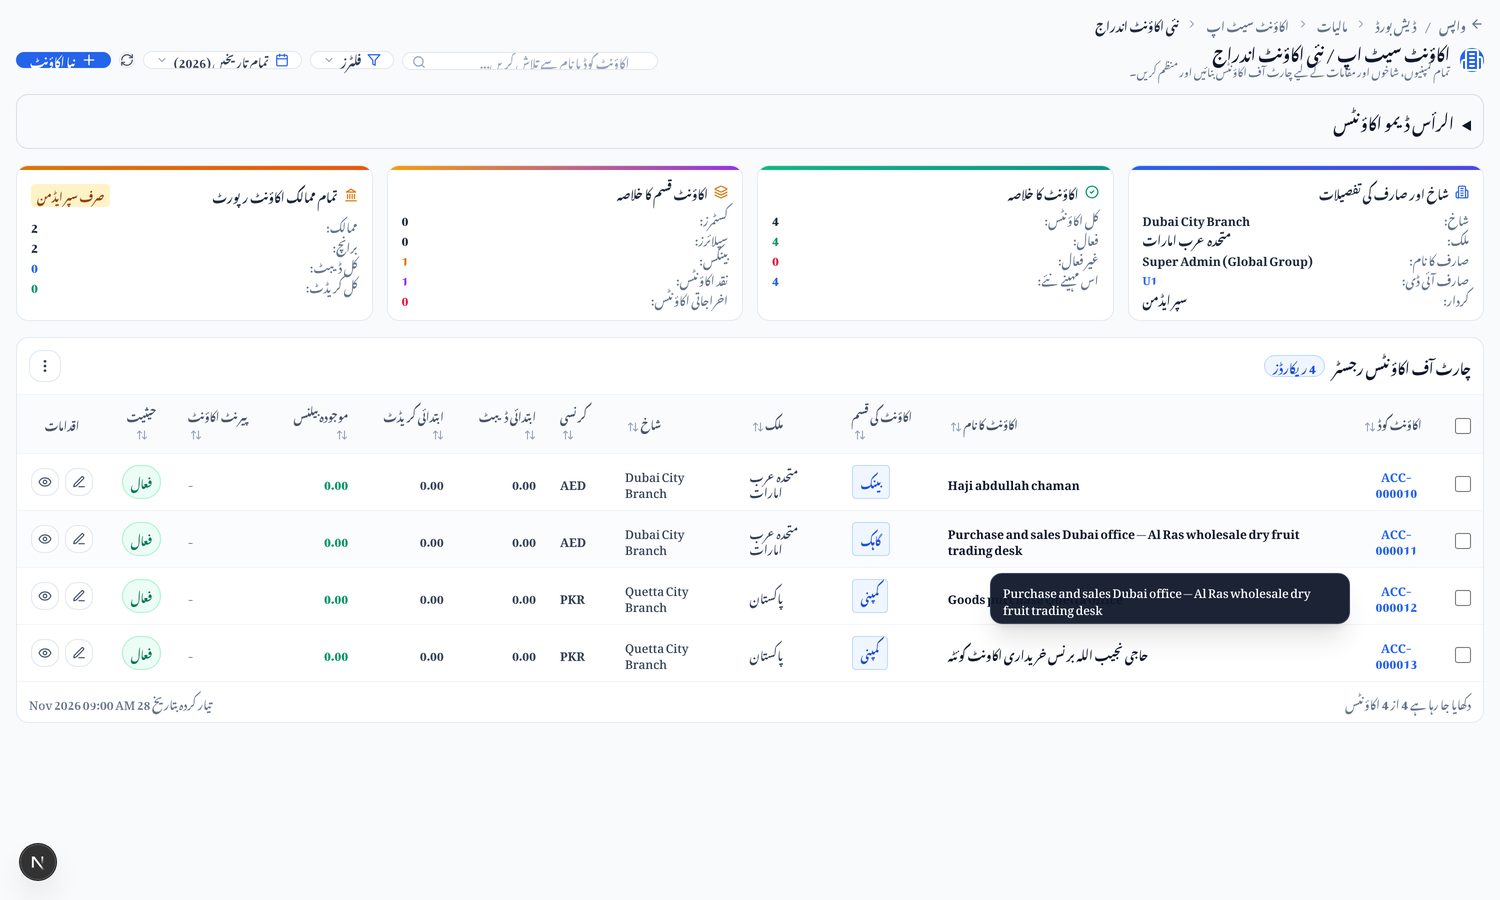 واپس / ڈیش بورڈ > مالیات > اکاؤنٹ سیٹ اپ > نئی اکاؤنٹ اندراج
اکاؤنٹ سیٹ اپ / نئی اکاؤنٹ اندراج
تمام کمپنیوں، شاخوں اور مقامات کے لیے چارٹ آف اکاؤنٹس بنائیں اور منظم کریں۔
اکاؤنٹ کوڈ یا نام سے تلاش کریں...
فلٹرز
تمام تاریخیں (2026)
نیا اکاؤنٹ
الراس ڈیمو اکاؤنٹس
شاخ اور صارف کی تفصیلات
شاخ: Dubai City Branch
ملک: متحدہ عرب امارات
صارف کا نام: Super Admin (Global Group)
صارف آئی ڈی: U1
کردار: سپر ایڈمن
اکاؤنٹ کا خلاصہ
کل اکاؤنٹس: 4
فعال: 4
غیر فعال: 0
اس مہینے نئے: 4
اکاؤنٹ قسم کا خلاصہ
کسٹمرز: 0
سپلائرز: 0
بینکس: 1
نقد اکاؤنٹس: 1
اخراجاتی اکاؤنٹس: 0
تمام ممالک اکاؤنٹ رپورٹ
صرف سپر ایڈمن
ممالک: 2
برانچ: 2
کل ڈیبٹ: 0
کل کریڈٹ: 0
چارٹ آف اکاؤنٹس رجسٹر 4 ریکارڈز
اکاؤنٹ کوڈ اکاؤنٹ کا نام اکاؤنٹ کی قسم ملک شاخ کرنسی ابتدائی ڈیبٹ ابتدائی کریڈٹ موجودہ بیلنس پیرنٹ اکاؤنٹ حیثیت اقدامات
ACC-000010 Haji abdullah chaman بینک متحدہ عرب امارات Dubai City Branch AED 0.00 0.00 0.00 - فعال
ACC-000011 Purchase and sales Dubai office — Al Ras wholesale dry fruit trading desk گاہک متحدہ عرب امارات Dubai City Branch AED 0.00 0.00 0.00 - فعال
ACC-000012 Goods کمپنی پاکستان Quetta City Branch PKR 0.00 0.00 0.00 - فعال
Purchase and sales Dubai office — Al Ras wholesale dry
fruit trading desk
ACC-000013 حاجی نجیب اللہ برنس خریداری اکاونٹ کوئٹہ کمپنی پاکستان Quetta City Branch PKR 0.00 0.00 0.00 - فعال
دکھایا جا رہا ہے 4 از 4 اکاؤنٹس
تیار کردہ بتاریخ 28 Nov 2026 09:00 AM
N